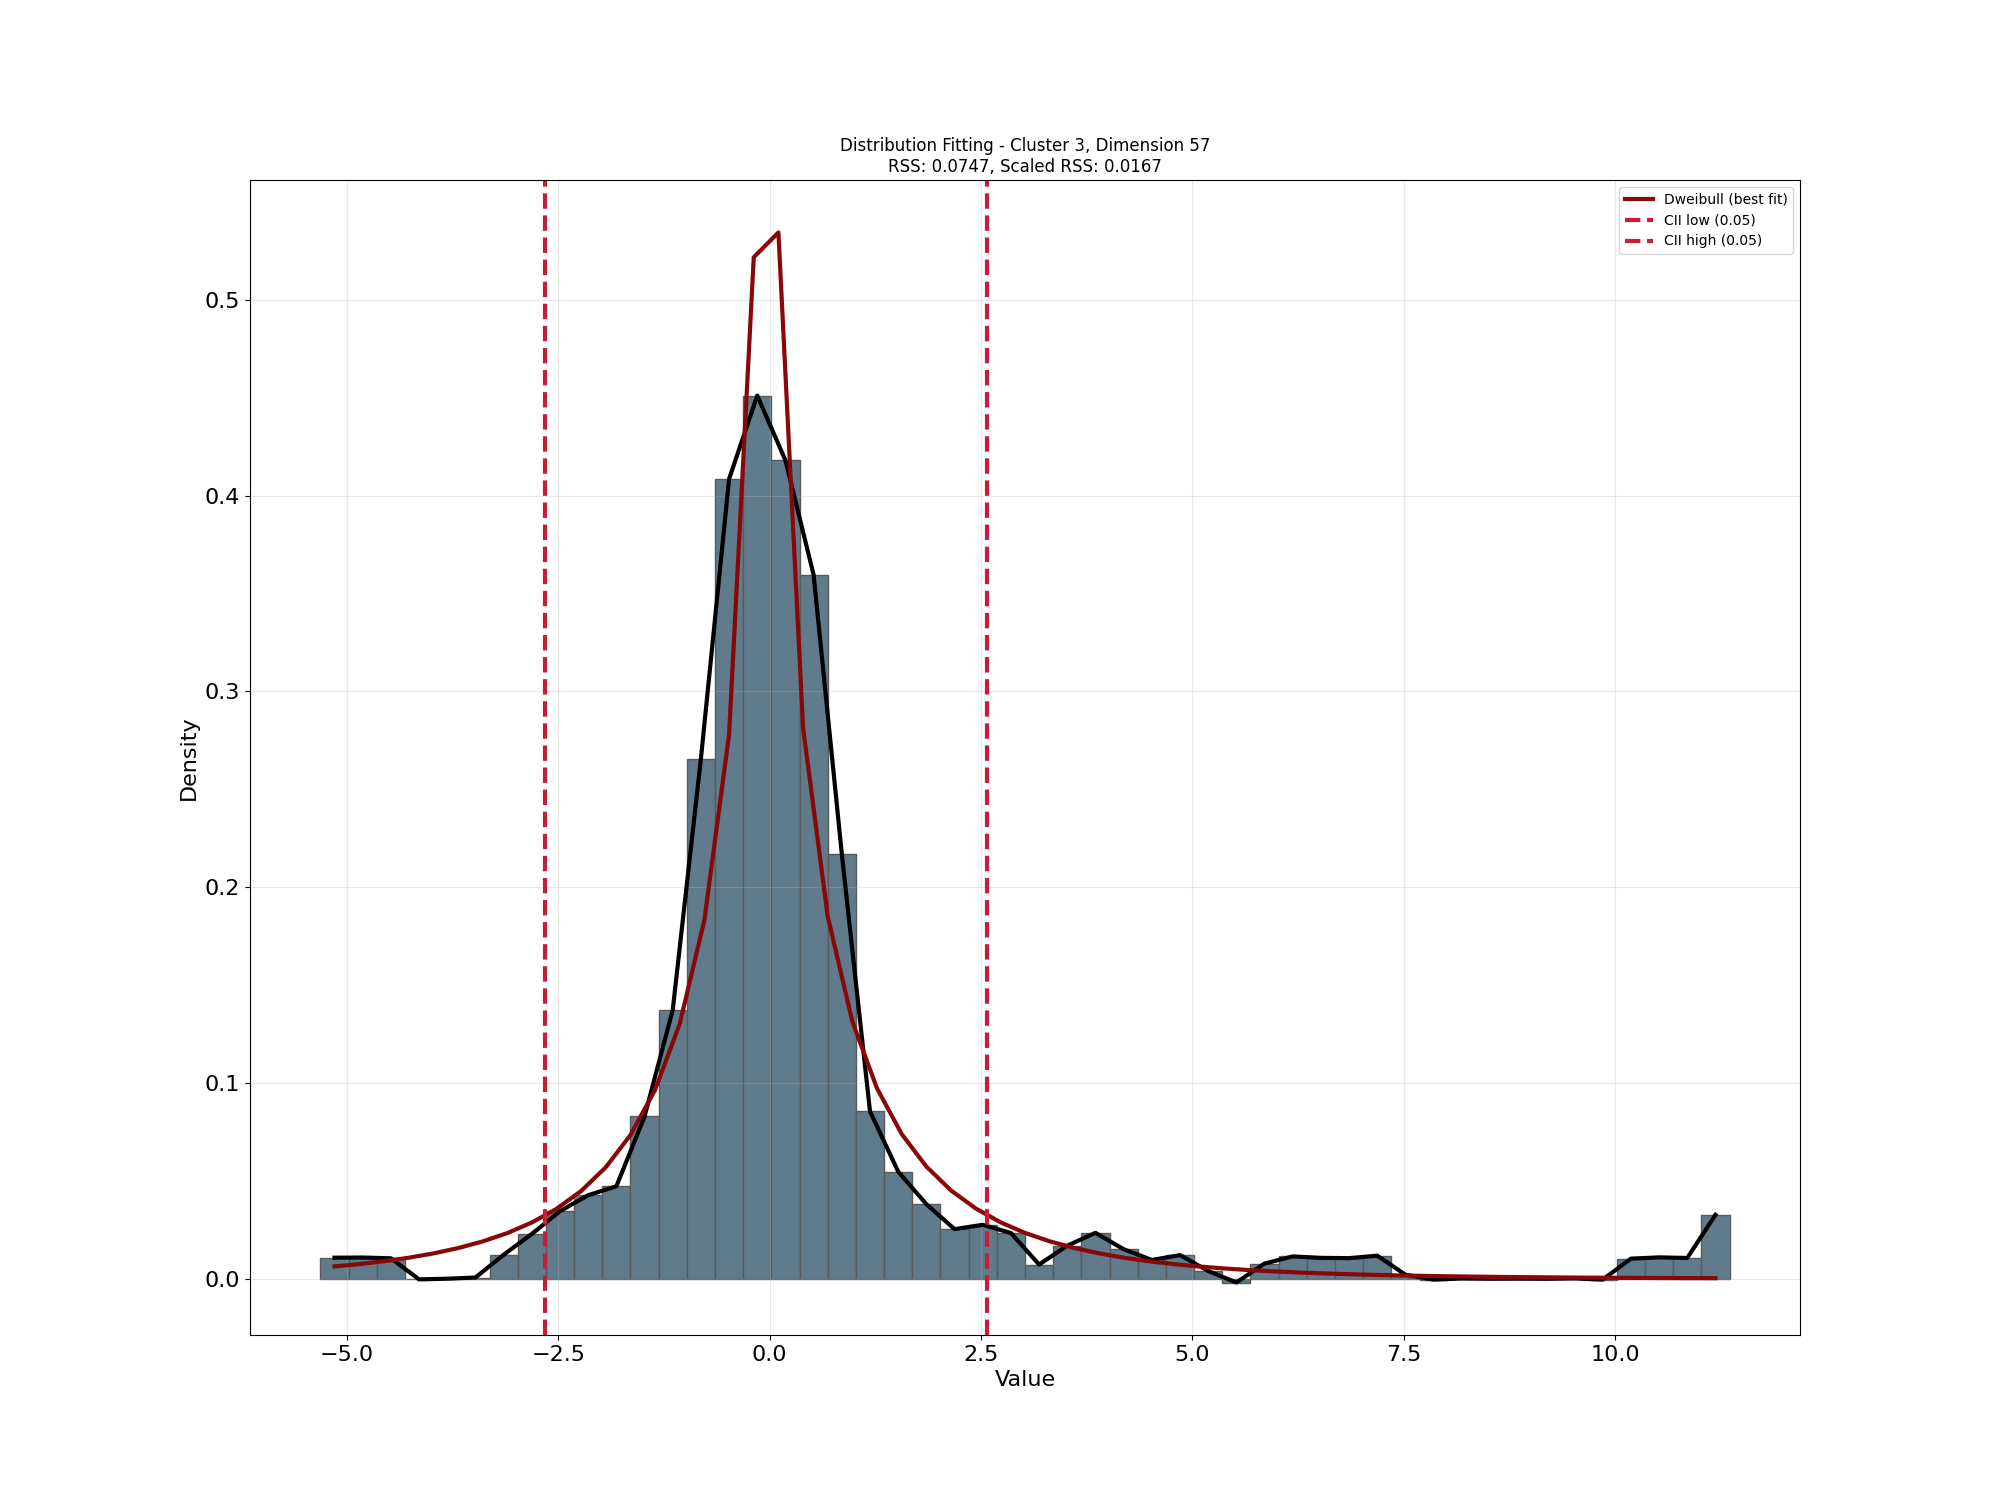 Distribution Fitting - Cluster 3, Dimension 57
RSS: 0.0747, Scaled RSS: 0.0167
Dweibull (best fit)
CII low (0.05)
CII high (0.05)
0.5
0.4
0.3
0.2
0.1
0.0
Density
−5.0
−2.5
0.0
2.5
5.0
7.5
10.0
Value